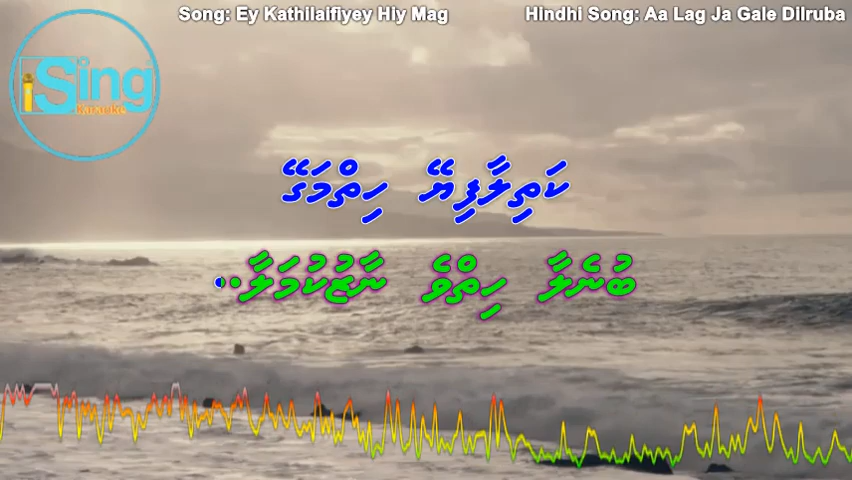 Song: Ey Kathilaifiyey Hiy Mag
Hindhi Song: Aa Lag Ja Gale Dilruba
iSing
Karaoke
ކަތިލާފިޔޭ ހިތްމަގޭ
ބުނެލާ ހިތްވެ ނާޒުކުމަލާ..